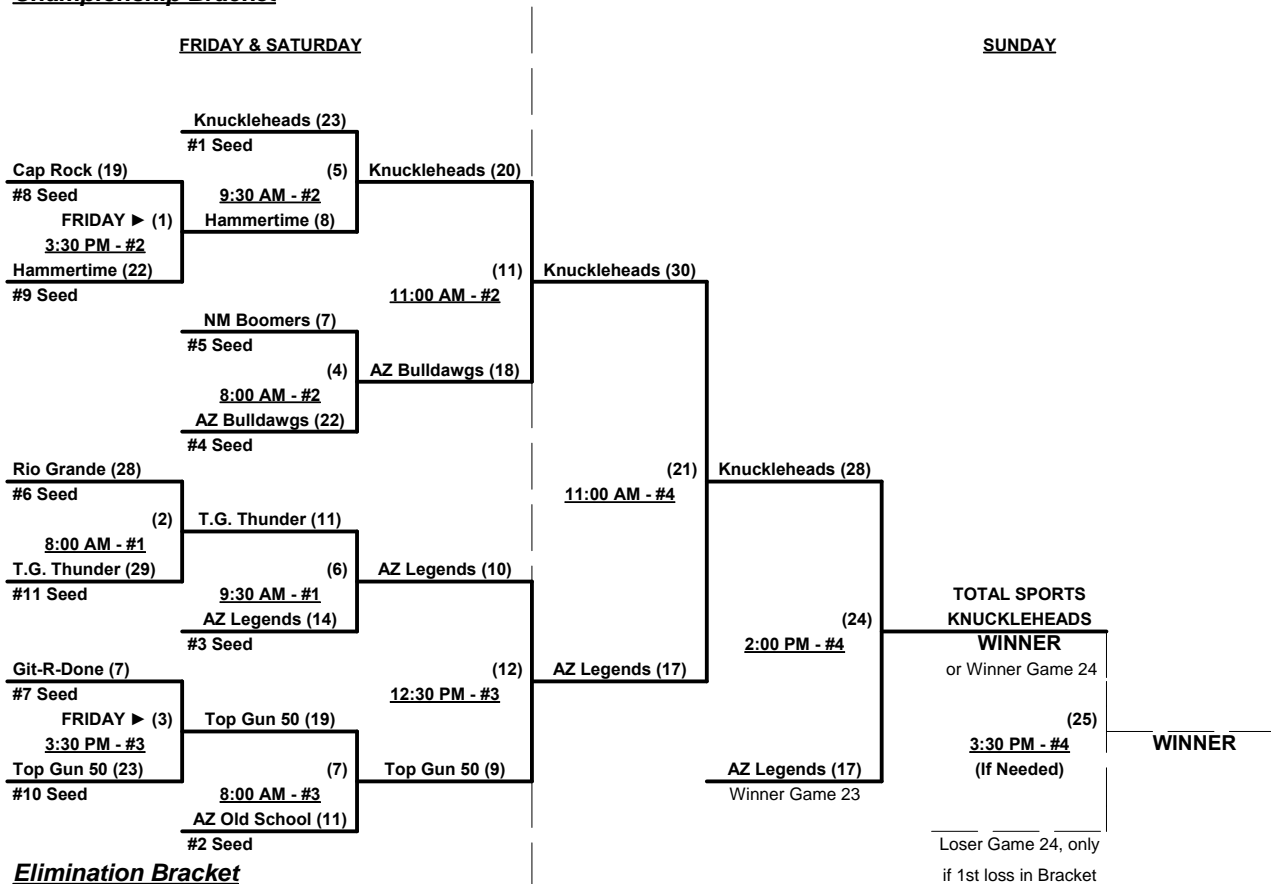 Championship Bracket
FRIDAY & SATURDAY
SUNDAY
Knuckleheads (23)
#1 Seed
Cap Rock (19)
(5)
Knuckleheads (20)
#8 Seed
9:30 AM - #2
FRIDAY ► (1)
Hammertime (8)
3:30 PM - #2
Hammertime (22)
(11)
Knuckleheads (30)
#9 Seed
11:00 AM - #2
NM Boomers (7)
#5 Seed
(4)
AZ Bulldawgs (18)
8:00 AM - #2
AZ Bulldawgs (22)
#4 Seed
Rio Grande (28)
(21)
Knuckleheads (28)
#6 Seed
11:00 AM - #4
(2)
T.G. Thunder (11)
8:00 AM - #1
T.G. Thunder (29)
(6)
AZ Legends (10)
#11 Seed
9:30 AM - #1
TOTAL SPORTS
AZ Legends (14)
(24)
KNUCKLEHEADS
#3 Seed
2:00 PM - #4
WINNER
Git-R-Done (7)
(12)
AZ Legends (17)
or Winner Game 24
#7 Seed
12:30 PM - #3
FRIDAY ► (3)
Top Gun 50 (19)
(25)
3:30 PM - #3
3:30 PM - #4
WINNER
Top Gun 50 (23)
(7)
Top Gun 50 (9)
AZ Legends (17)
(If Needed)
#10 Seed
8:00 AM - #3
Winner Game 23
AZ Old School (11)
#2 Seed
Loser Game 24, only
Elimination Bracket
if 1st loss in Bracket